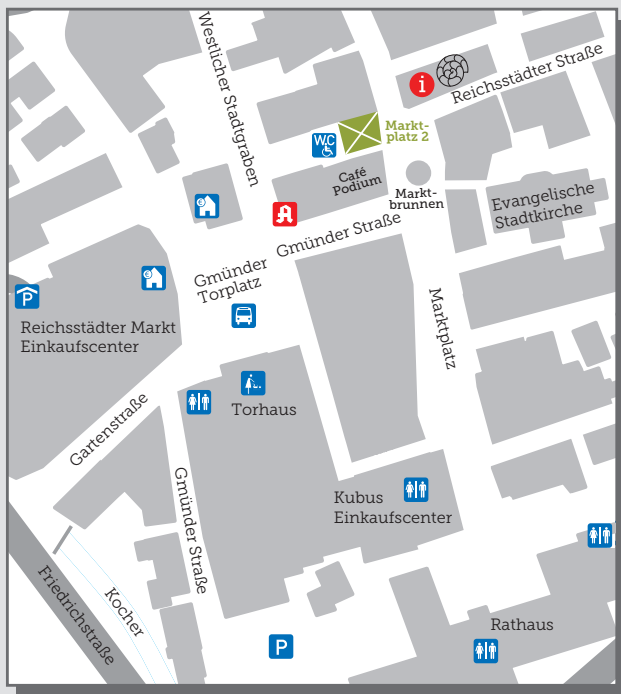 Westlicher Stadtgraben
i
Reichsstädter Straße
WC
Markt-
platz 2
Café
Podium
Markt-
brunnen
Evangelische
Stadtkirche
€
A
Gmünder Straße
Gmünder
Torplatz
€
P
Reichsstädter Markt
Einkaufscenter
Marktplatz
Torhaus
Gartenstraße
Gmünder Straße
Kubus
Einkaufscenter
Friedrichstraße
Kocher
P
Rathaus